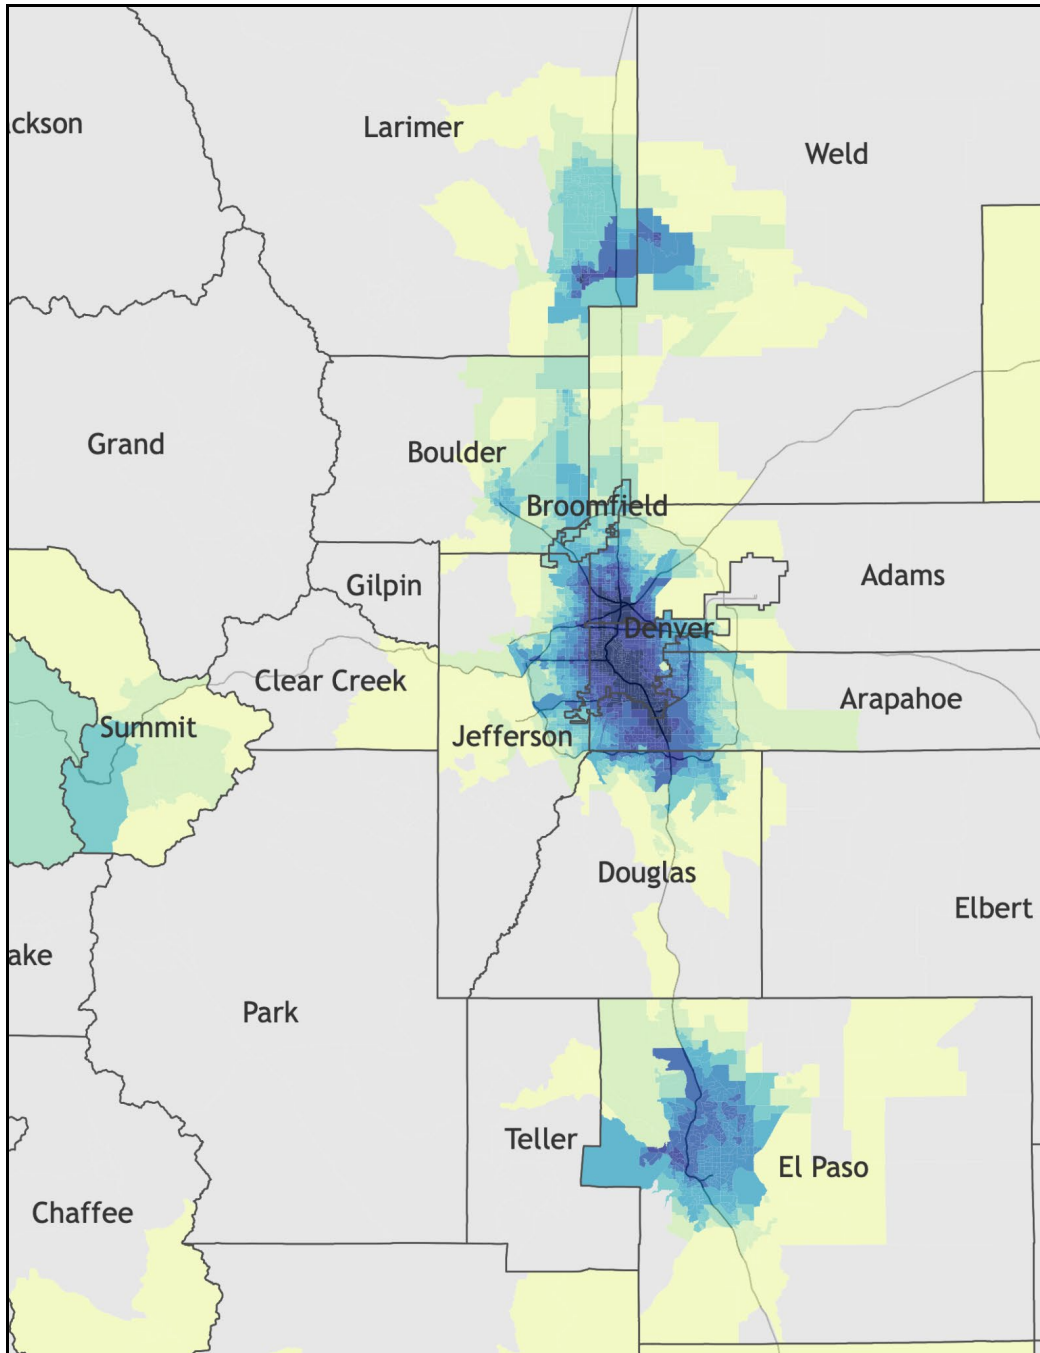 ckson
Larimer
Weld
Grand
Boulder
Broomfield
Gilpin
Adams
Denver
Clear Creek
Arapahoe
Summit
Jefferson
Douglas
Elbert
ake
Park
Teller
El Paso
Chaffee